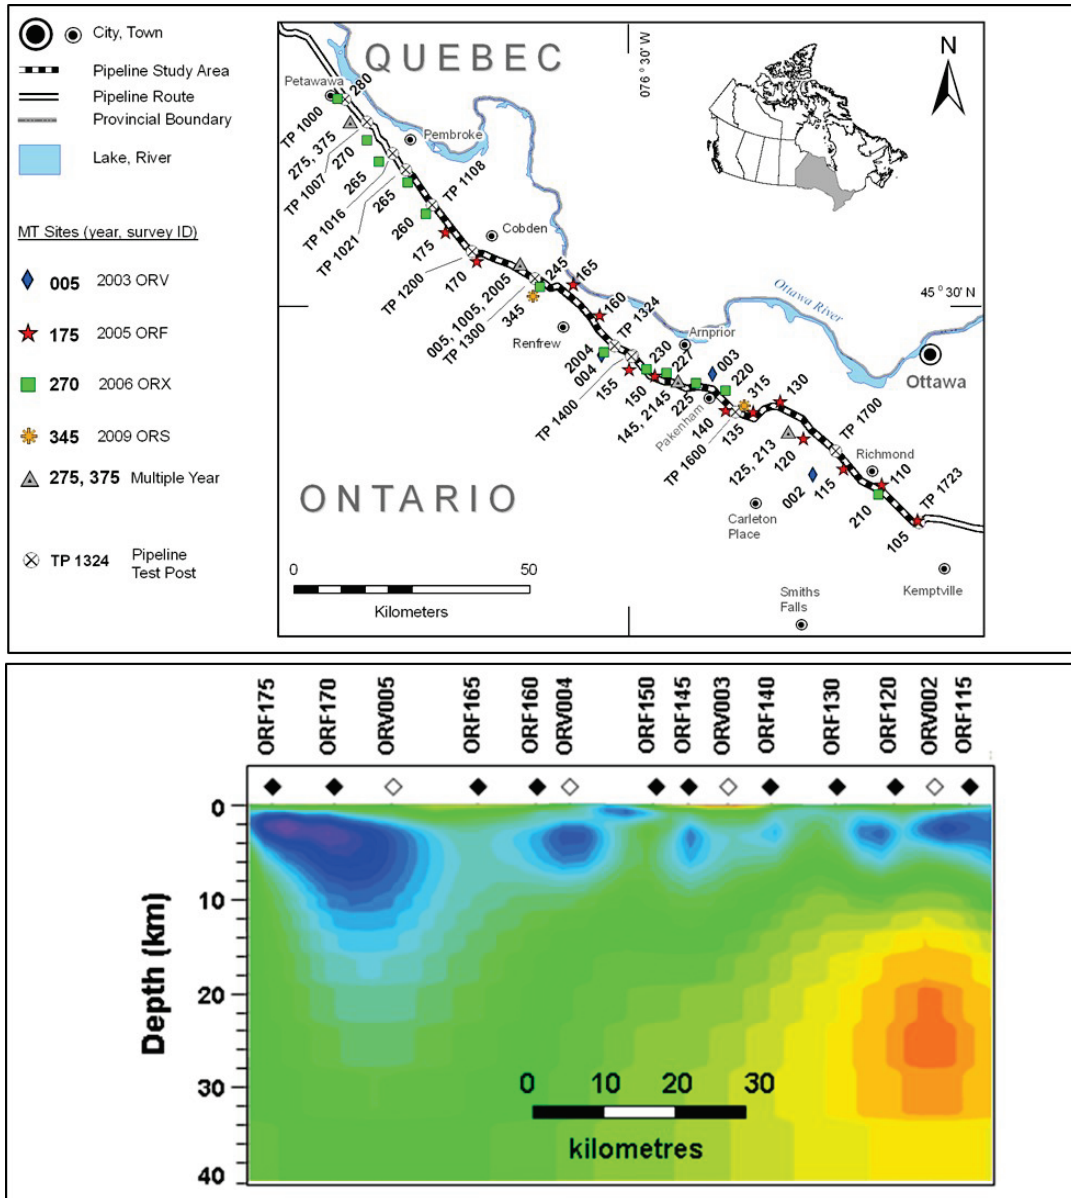 City, Town
Pipeline Study Area
Pipeline Route
Provincial Boundary
Lake, River
MT Sites (year, survey ID)
005 2003 ORV
175 2005 ORF
270 2006 ORX
345 2009 ORS
275, 375 Multiple Year
TP 1324 Pipeline
Test Post
QUEBEC
076 ° 30 ' W
N
Petawawa
280
TP 1000
Pembroke
275, 375
TP 1007
270
265
TP 1016
265
TP 1108
TP 1021
260
175
Cobden
TP 1200
170
245
165
005, 1005, 2005
TP 1300
345
160
TP 1324
Ottawa River
45 ° 30 ' N
Renfrew
Arnprior
2004
004
230
227
003
Ottawa
TP 1400
155
150
145, 2145
225
Pakenham
220
315
130
140
135
TP 1600
TP 1700
125, 213
120
Richmond
110
002
115
210
TP 1723
105
ONTARIO
Carleton
Place
0
50
Kilometers
Smiths
Falls
Kemptville
ORF175
ORF170
ORV005
ORF165
ORF160
ORV004
ORF150
ORF145
ORV003
ORF140
ORF130
ORF120
ORV002
ORF115
Depth (km)
0
10
20
30
40
0 10 20 30
kilometres